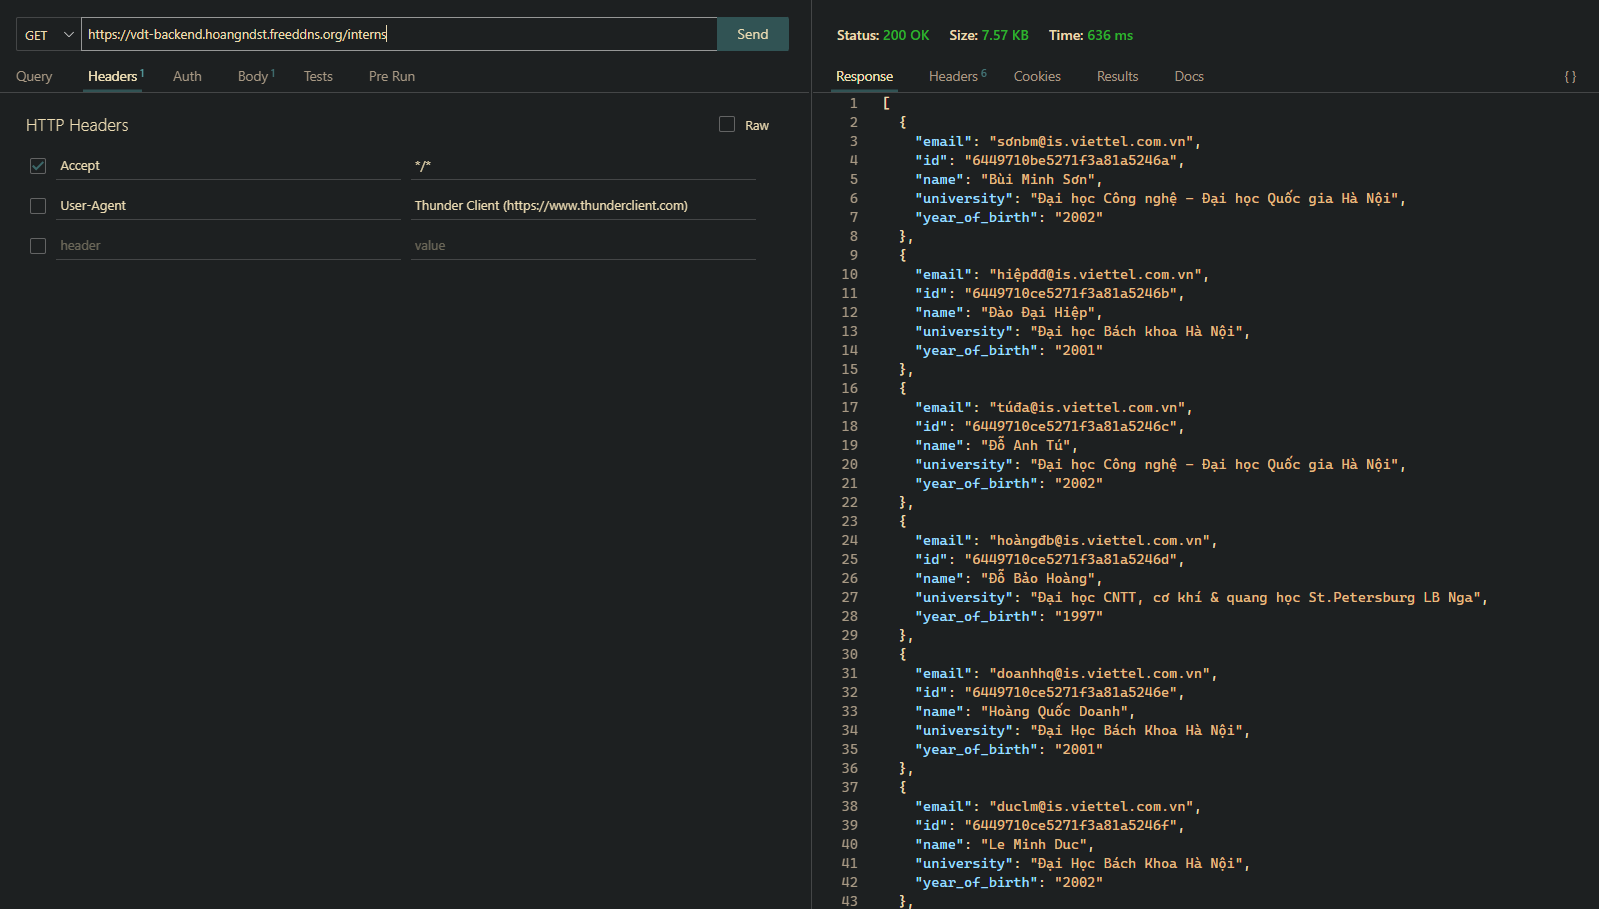 GET
https://vdt-backend.hoangndst.freeddns.org/interns
Send
Query
Headers 1
Auth
Body 1
Tests
Pre Run
HTTP Headers
Raw
Accept
*/*
User-Agent
Thunder Client (https://www.thunderclient.com)
header
value
Status: 200 OK Size: 7.57 KB Time: 636 ms
Response
Headers 6
Cookies
Results
Docs
{ }
1 [
2 {
3 "email": "sơnbm@is.viettel.com.vn",
4 "id": "6449710be5271f3a81a5246a",
5 "name": "Bùi Minh Sơn",
6 "university": "Đại học Công nghệ - Đại học Quốc gia Hà Nội",
7 "year_of_birth": "2002"
8 },
9 {
10 "email": "hiệpđđ@is.viettel.com.vn",
11 "id": "6449710ce5271f3a81a5246b",
12 "name": "Đào Đại Hiệp",
13 "university": "Đại học Bách khoa Hà Nội",
14 "year_of_birth": "2001"
15 },
16 {
17 "email": "túđa@is.viettel.com.vn",
18 "id": "6449710ce5271f3a81a5246c",
19 "name": "Đỗ Anh Tú",
20 "university": "Đại học Công nghệ - Đại học Quốc gia Hà Nội",
21 "year_of_birth": "2002"
22 },
23 {
24 "email": "hoàngđb@is.viettel.com.vn",
25 "id": "6449710ce5271f3a81a5246d",
26 "name": "Đỗ Bảo Hoàng",
27 "university": "Đại học CNTT, cơ khí & quang học St.Petersburg LB Nga",
28 "year_of_birth": "1997"
29 },
30 {
31 "email": "doanhhq@is.viettel.com.vn",
32 "id": "6449710ce5271f3a81a5246e",
33 "name": "Hoàng Quốc Doanh",
34 "university": "Đại Học Bách Khoa Hà Nội",
35 "year_of_birth": "2001"
36 },
37 {
38 "email": "duclm@is.viettel.com.vn",
39 "id": "6449710ce5271f3a81a5246f",
40 "name": "Le Minh Duc",
41 "university": "Đại Học Bách Khoa Hà Nội",
42 "year_of_birth": "2002"
43 },